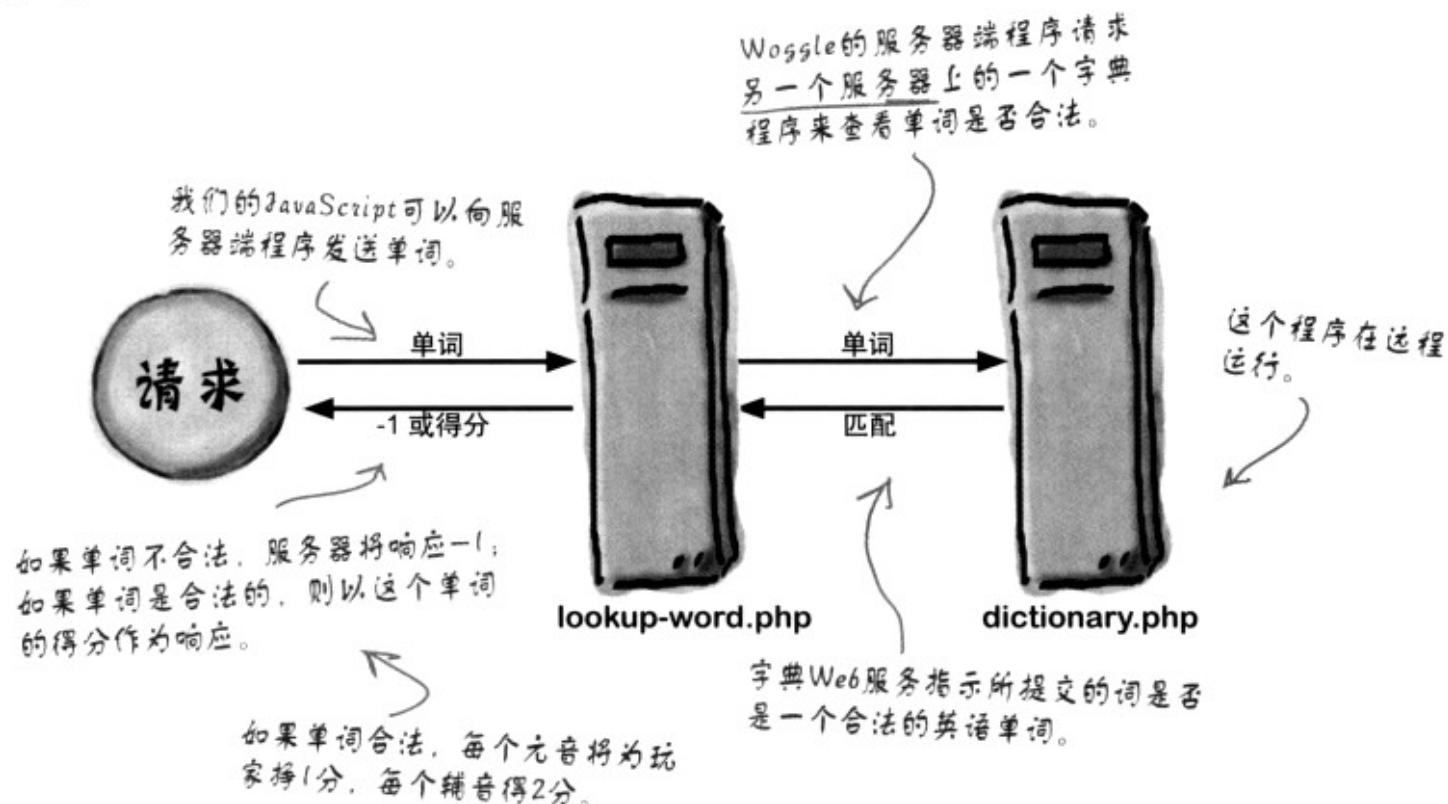 Woggle的服务器端程序请求
另一个服务器上的一个字典
程序来查看单词是否合法。
我们的JavaScript可以向服
务器端程序发送单词。
请求
单词
-1 或得分
单词
匹配
这个程序在远程
运行。
如果单词不合法，服务器将响应-1；
如果单词是合法的，则以这个单词
的得分作为响应。
lookup-word.php
dictionary.php
字典Web服务指示所提交的词是否
是一个合法的英语单词。
如果单词合法，每个元音将为玩
家挣1分，每个辅音得2分。